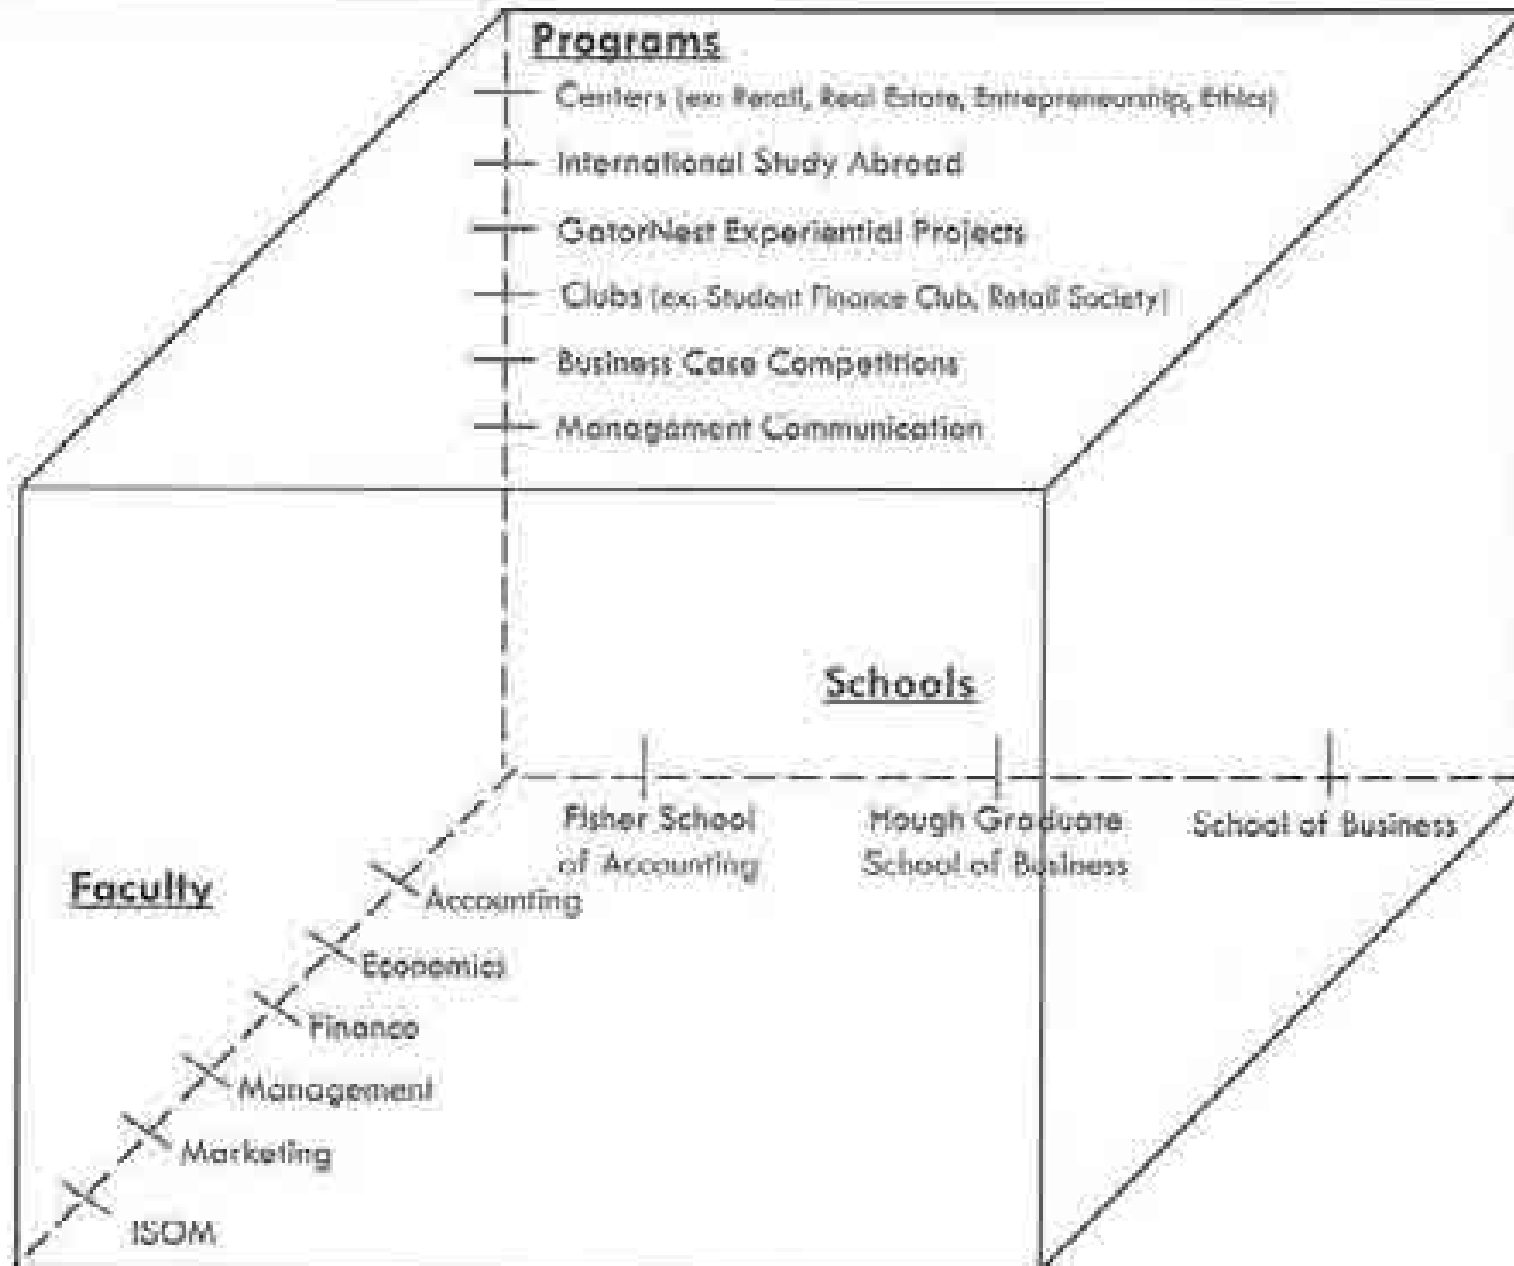 Programs
Centers (ex: Retail, Real Estate, Entrepreneurship, Ethics)
International Study Abroad
GatorNest Experiential Projects
Clubs (ex: Student Finance Club, Retail Society)
Business Case Competitions
Managament Communication
Schools
Fisher School
of Accounting
Hough Graduate
School of Business
School of Business
Faculty
Accounting
Economics
Finance
Management
Marketing
ISOM